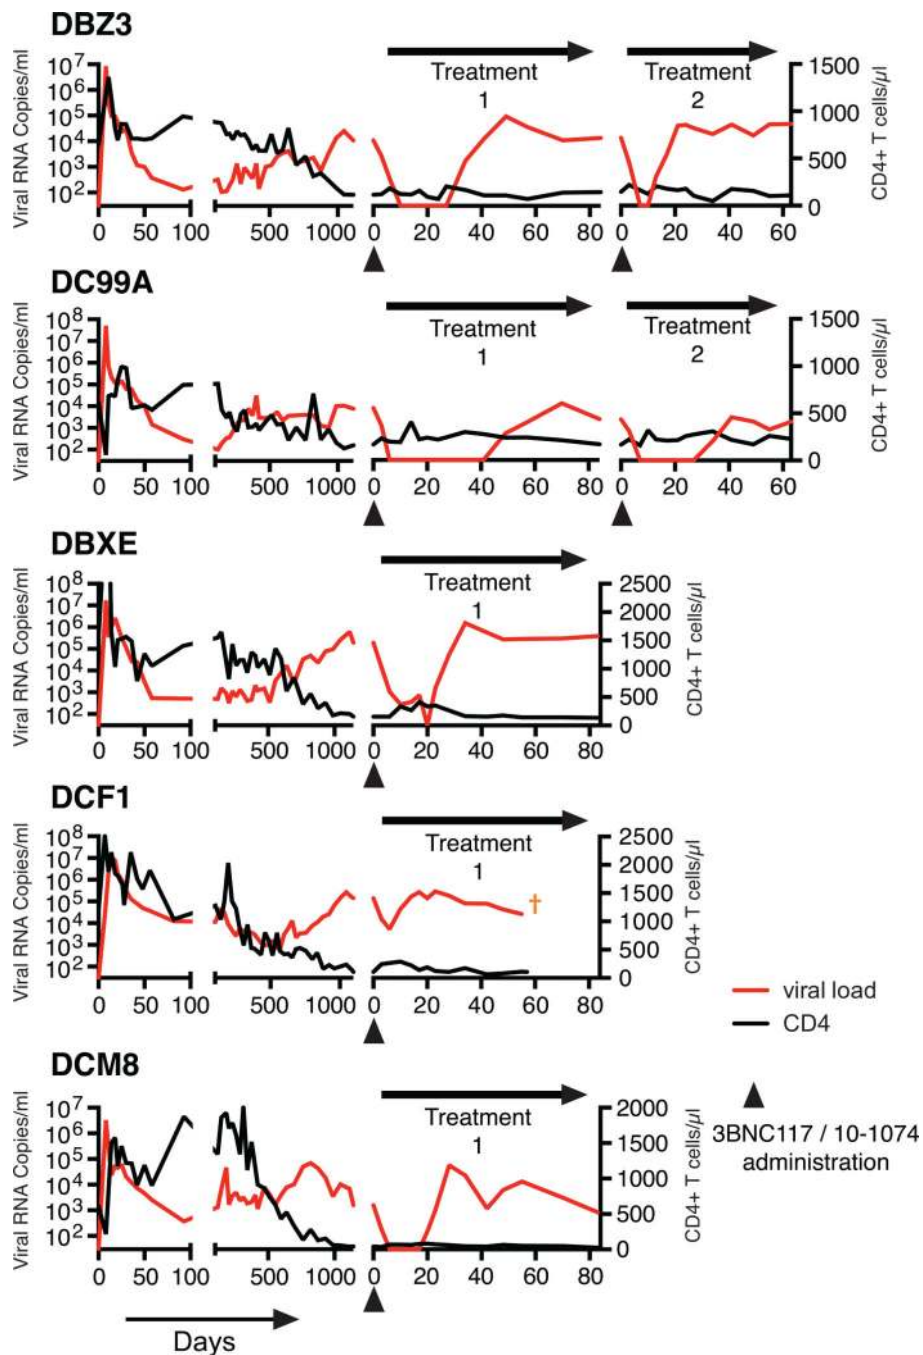 DBZ3
Viral RNA Copies/ml
10⁷
10⁶
10⁵
10⁴
10³
10²
Treatment
1
Treatment
2
1500
1000
500
0
CD4+ T cells/µl
0 50 100 500 1000 0 20 40 60 80 0 20 40 60
DC99A
Viral RNA Copies/ml
10⁸
10⁷
10⁶
10⁵
10⁴
10³
10²
Treatment
1
Treatment
2
1500
1000
500
0
CD4+ T cells/µl
0 50 100 500 1000 0 20 40 60 80 0 20 40 60
DBXE
Viral RNA Copies/ml
10⁸
10⁷
10⁶
10⁵
10⁴
10³
10²
Treatment
1
2500
2000
1500
1000
500
0
CD4+ T cells/µl
0 50 100 500 1000 0 20 40 60 80
DCF1
Viral RNA Copies/ml
10⁸
10⁷
10⁶
10⁵
10⁴
10³
10²
Treatment
1
†
2500
2000
1500
1000
500
0
CD4+ T cells/µl
0 50 100 500 1000 0 20 40 60 80
viral load
CD4
3BNC117 / 10-1074
administration
DCM8
Viral RNA Copies/ml
10⁷
10⁶
10⁵
10⁴
10³
10²
Treatment
1
2000
1500
1000
500
0
CD4+ T cells/µl
0 50 100 500 1000 0 20 40 60 80
Days